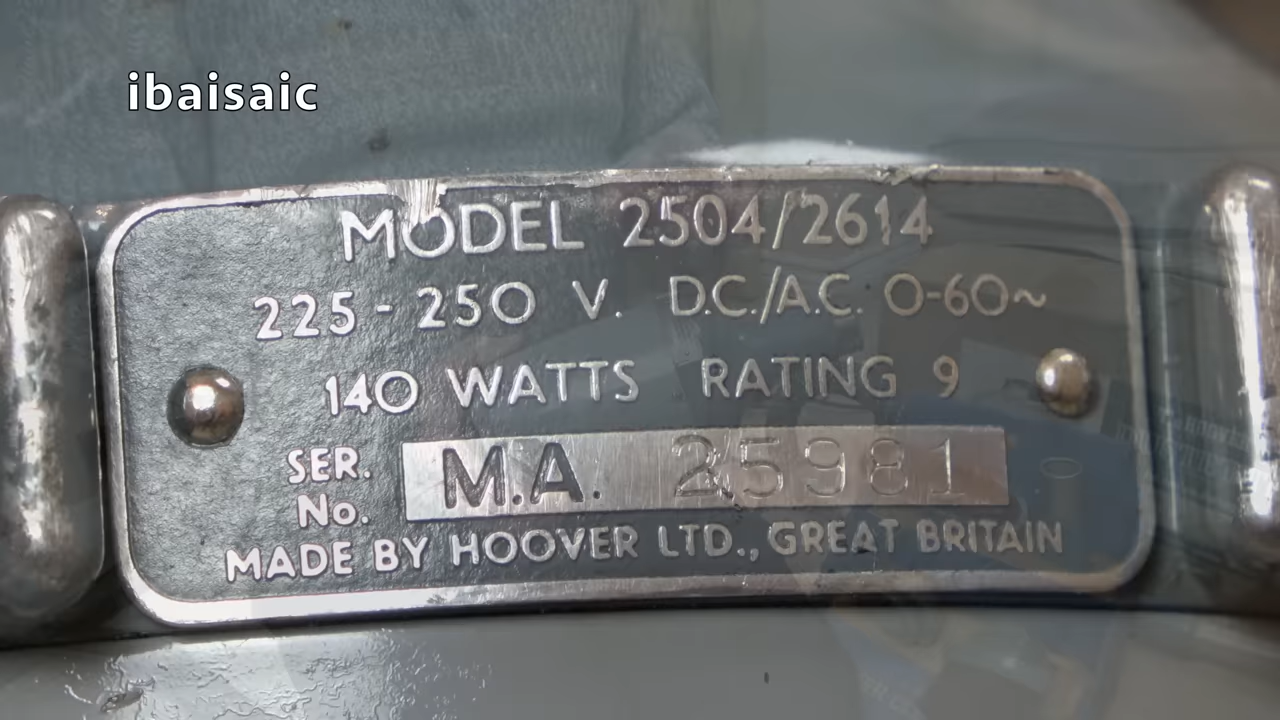 ibaisaic
MODEL 2504/2614
225 - 250 V. D.C./A.C. 0-60~
140 WATTS RATING 9
SER. No. M.A. 25981
MADE BY HOOVER LTD., GREAT BRITAIN